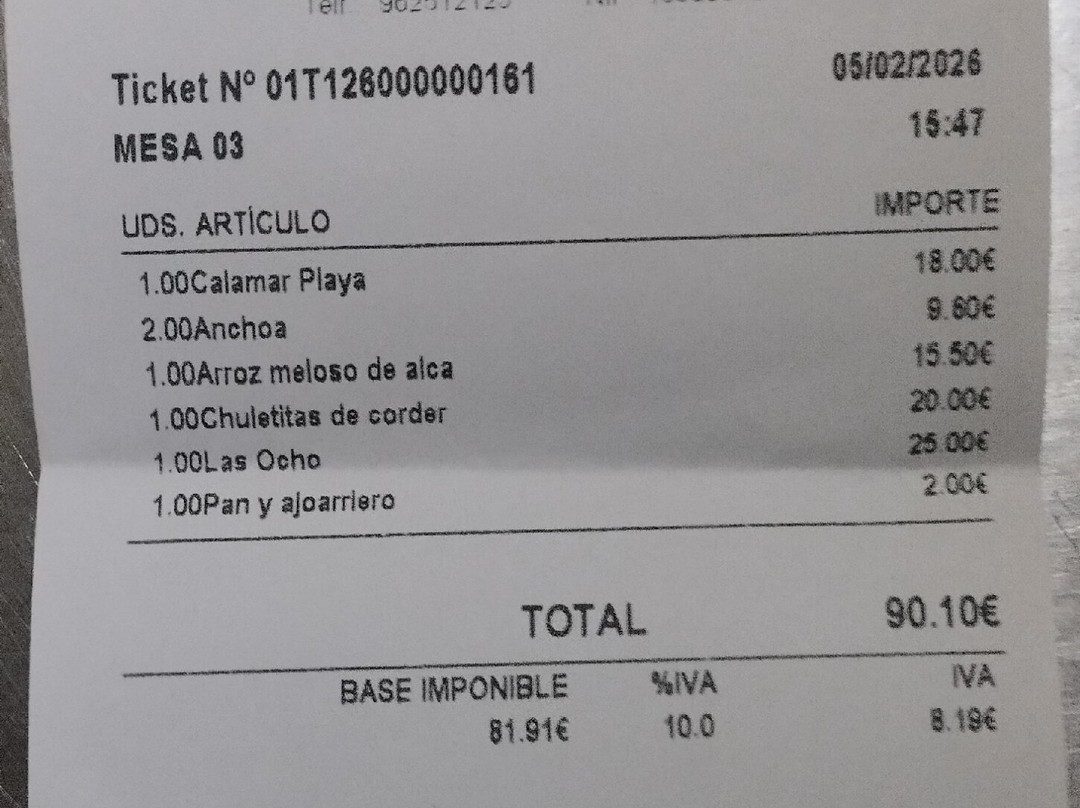 Ticket Nº 01T126000000161 05/02/2026
MESA 03 15:47
UDS. ARTÍCULO IMPORTE
1.00Calamar Playa 18.00€
2.00Anchoa 9.60€
1.00Arroz meloso de alca 15.50€
1.00Chuletitas de corder 20.00€
1.00Las Ocho 25.00€
1.00Pan y ajoarriero 2.00€
TOTAL 90.10€
BASE IMPONIBLE %IVA IVA
81.91€ 10.0 8.19€